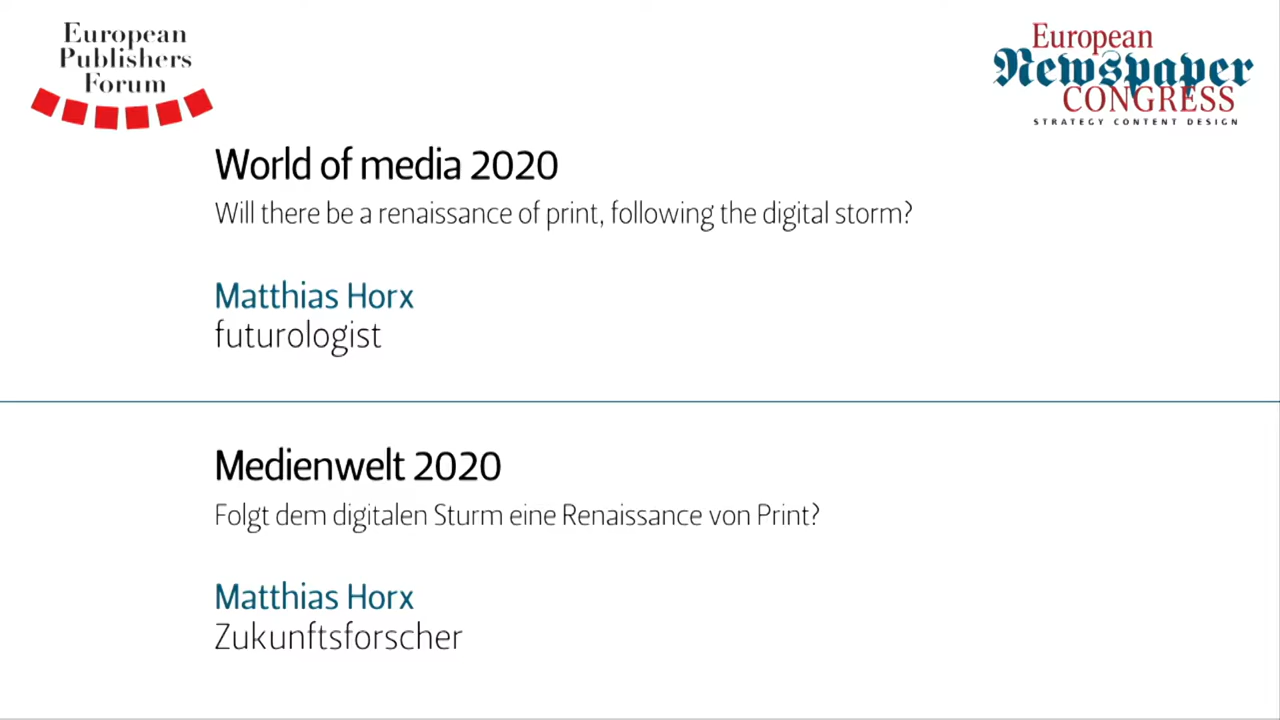 European
Publishers
Forum
European
Newspaper
CONGRESS
STRATEGY CONTENT DESIGN
World of media 2020
Will there be a renaissance of print, following the digital storm?
Matthias Horx
futurologist
Medienwelt 2020
Folgt dem digitalen Sturm eine Renaissance von Print?
Matthias Horx
Zukunftsforscher